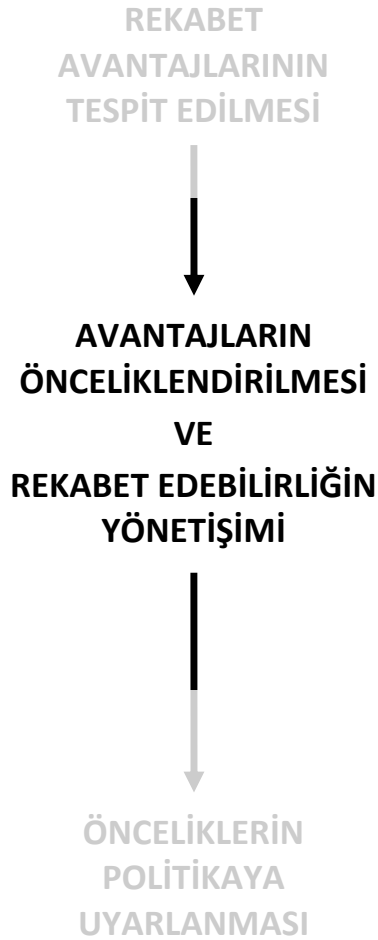 REKABET
AVANTAJLARININ
TESPİT EDİLMESİ
AVANTAJLARIN
ÖNCELİKLENDİRİLMESİ
VE
REKABET EDEBİLİRLİĞİN
YÖNETİŞİMİ
ÖNCELİKLERİN
POLİTİKAYA
UYARLANMASI